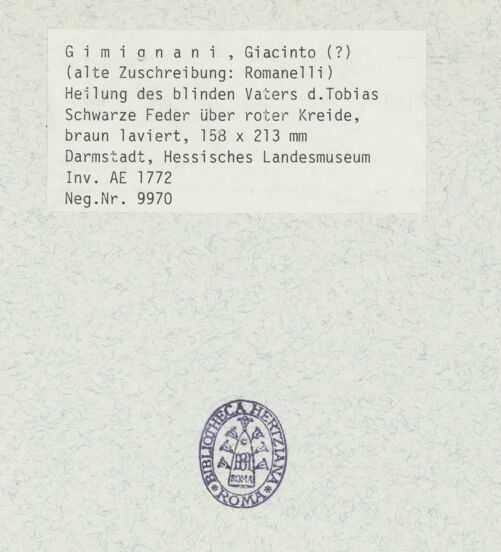 G i m i g n a n i , Giacinto (?)
(alte Zuschreibung: Romanelli)
Heilung des blinden Vaters d.Tobias
Schwarze Feder über roter Kreide,
braun laviert, 158 x 213 mm
Darmstadt, Hessisches Landesmuseum
Inv. AE 1772
Neg.Nr. 9970
BIBLIOTHECA HERTZIANA
ROMA
* ROMA *